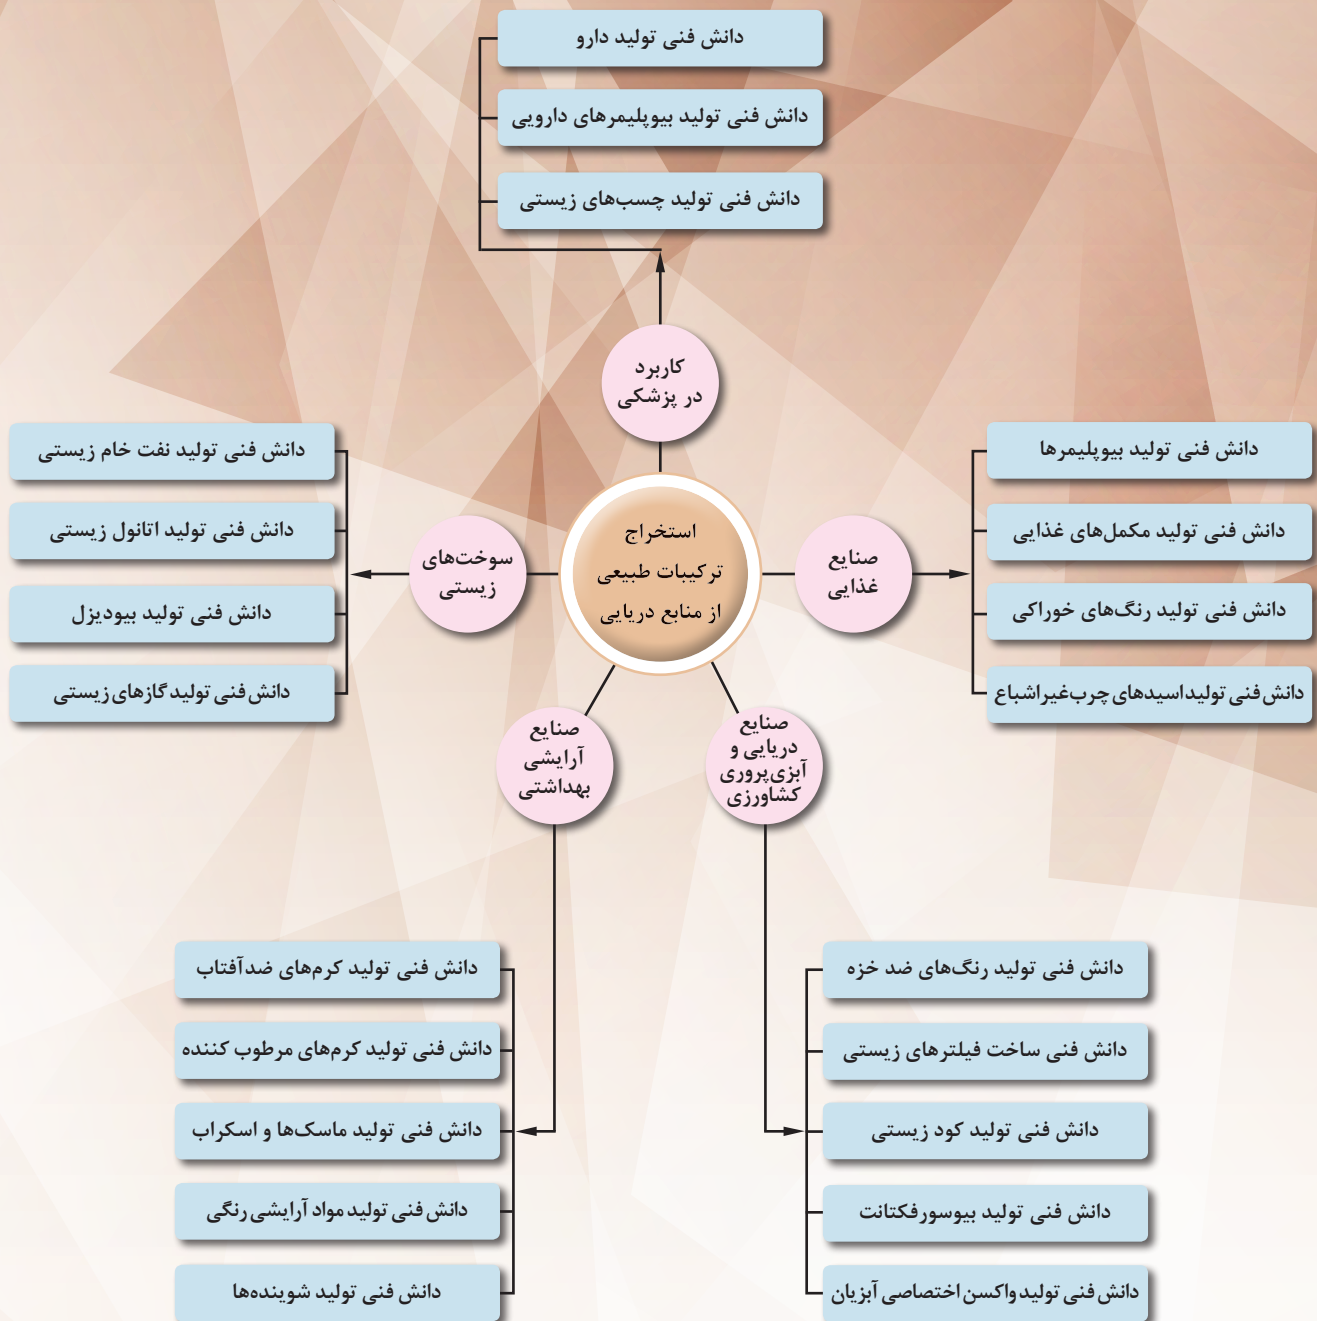 دانش فنی تولید دارو
دانش فنی تولید بیوپلیمرهای دارویی
دانش فنی تولید چسب‌های زیستی
کاربرد
در پزشکی
دانش فنی تولید بیوپلیمرها
دانش فنی تولید مکمل‌های غذایی
دانش فنی تولید رنگ‌های خوراکی
دانش فنی تولید اسیدهای چرب غیراشباع
صنایع
غذایی
استخراج
ترکیبات طبیعی
از منابع دریایی
سوخت‌های
زیستی
دانش فنی تولید نفت خام زیستی
دانش فنی تولید اتانول زیستی
دانش فنی تولید بیودیزل
دانش فنی تولید گازهای زیستی
صنایع
دریایی و
آبزی‌پروری
کشاورزی
صنایع
آرایشی
بهداشتی
دانش فنی تولید رنگ‌های ضد خزه
دانش فنی ساخت فیلترهای زیستی
دانش فنی تولید کود زیستی
دانش فنی تولید بیوسورفکتانت
دانش فنی تولید واکسن اختصاصی آبزیان
دانش فنی تولید کرم‌های ضدآفتاب
دانش فنی تولید کرم‌های مرطوب کننده
دانش فنی تولید ماسک‌ها و اسکراب
دانش فنی تولید مواد آرایشی رنگی
دانش فنی تولید شوینده‌ها